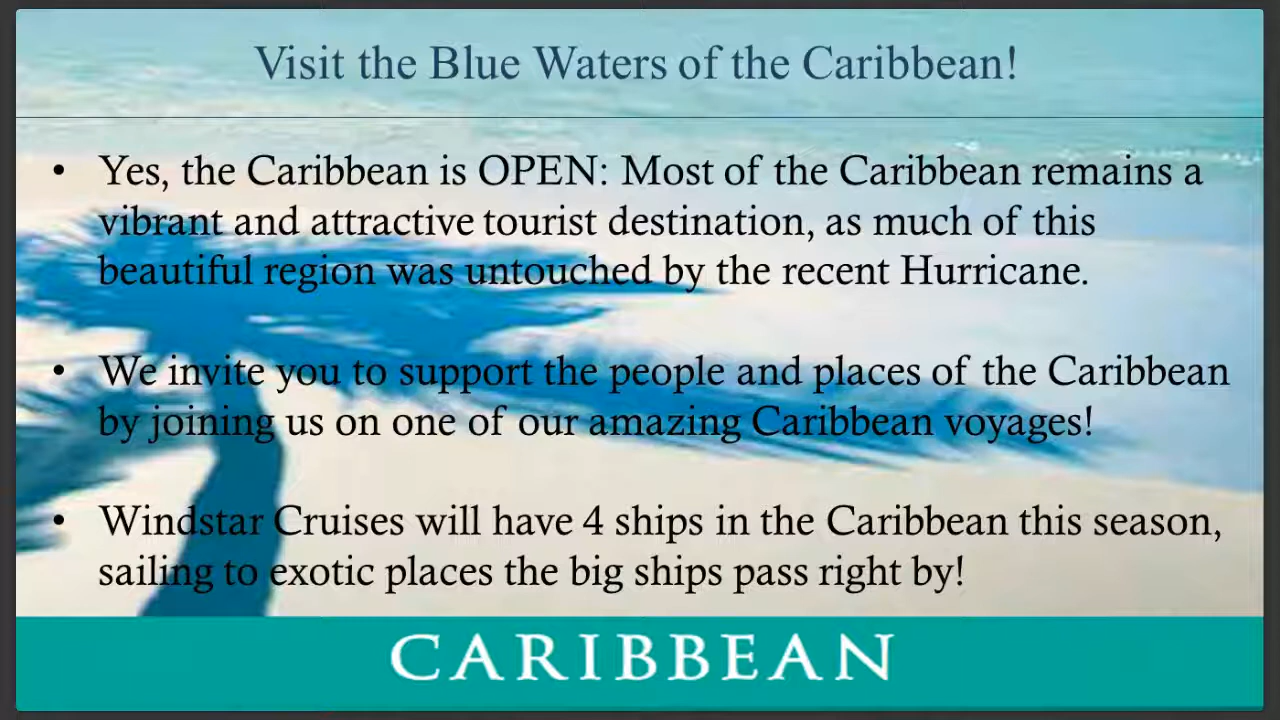 Visit the Blue Waters of the Caribbean!
• Yes, the Caribbean is OPEN: Most of the Caribbean remains a
vibrant and attractive tourist destination, as much of this
beautiful region was untouched by the recent Hurricane.
• We invite you to support the people and places of the Caribbean
by joining us on one of our amazing Caribbean voyages!
• Windstar Cruises will have 4 ships in the Caribbean this season,
sailing to exotic places the big ships pass right by!
CARIBBEAN